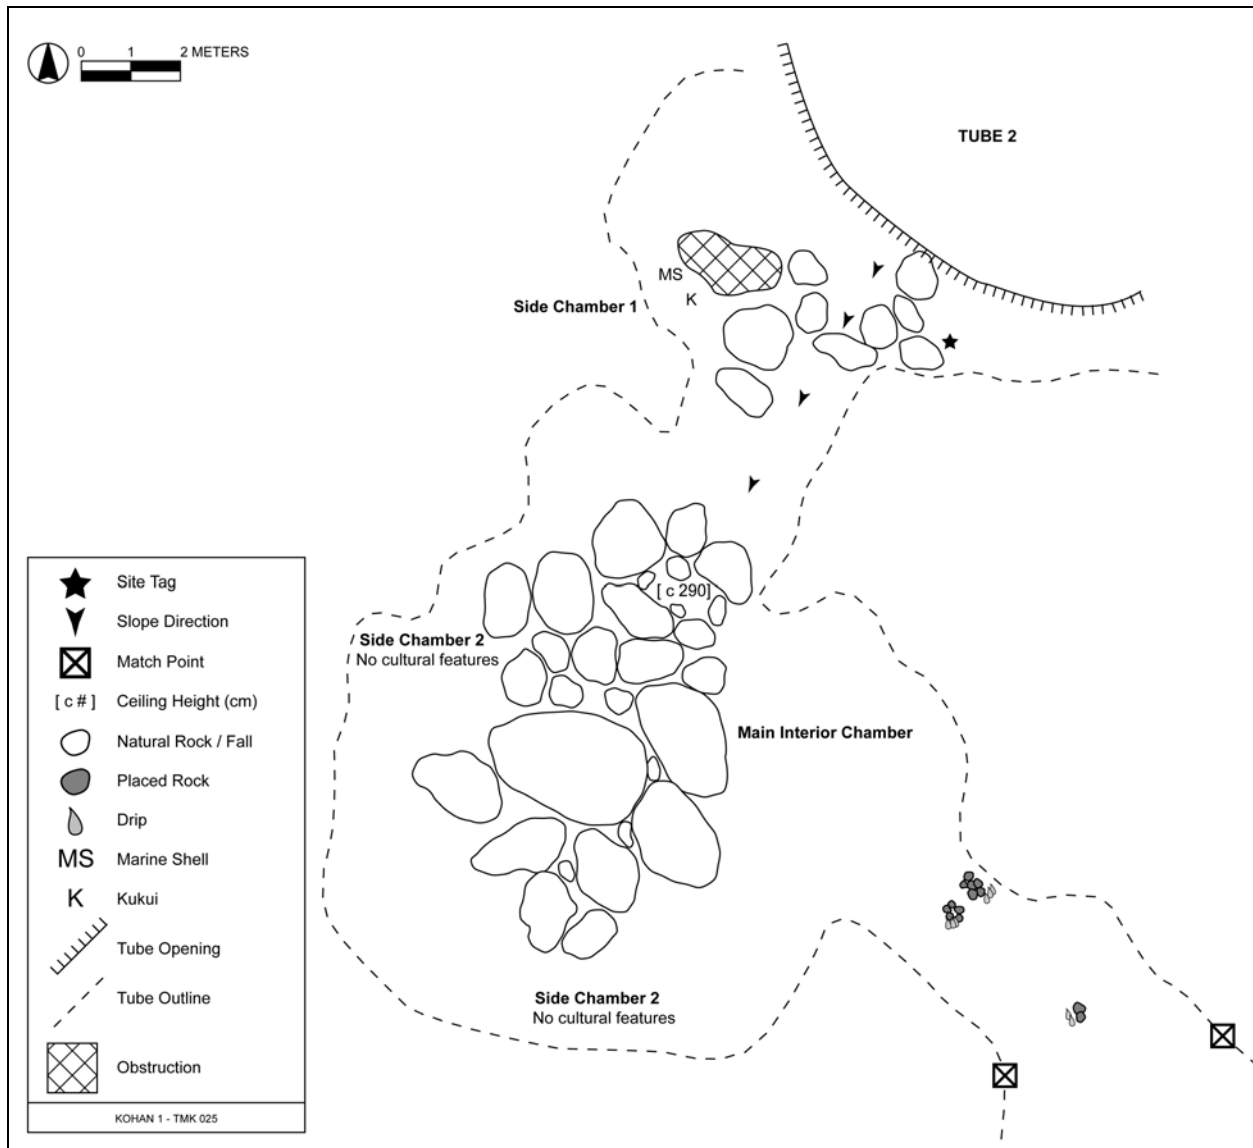 0 1 2 METERS
TUBE 2
MS
K
Side Chamber 1
[ c 290]
Side Chamber 2
No cultural features
Main Interior Chamber
Side Chamber 2
No cultural features
Site Tag
Slope Direction
Match Point
[ c # ] Ceiling Height (cm)
Natural Rock / Fall
Placed Rock
Drip
MS Marine Shell
K Kukui
Tube Opening
Tube Outline
Obstruction
KOHAN 1 - TMK 025